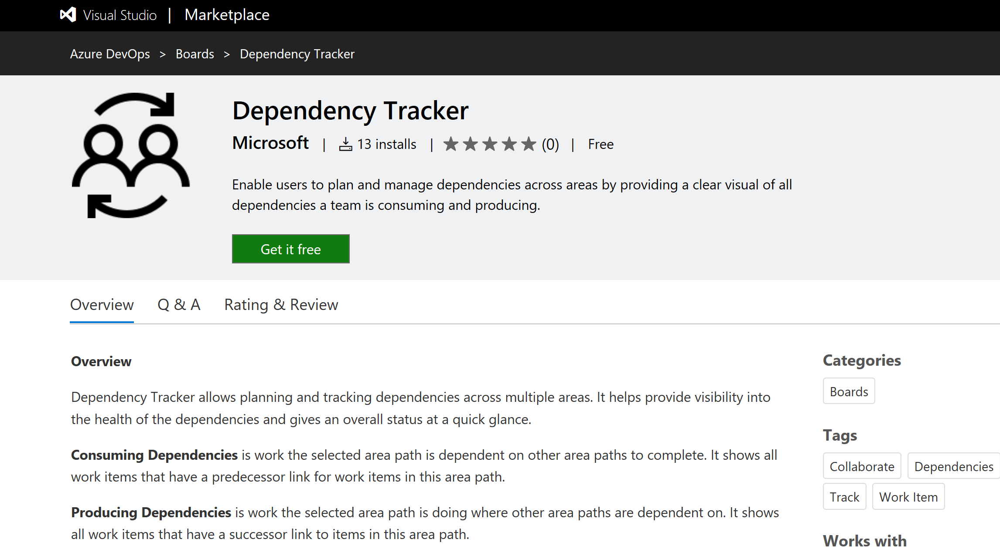 Visual Studio | Marketplace
Azure DevOps > Boards > Dependency Tracker
Dependency Tracker
Microsoft | 13 installs | (0) | Free
Enable users to plan and manage dependencies across areas by providing a clear visual of all
dependencies a team is consuming and producing.
Get it free
Overview Q & A Rating & Review
Overview
Dependency Tracker allows planning and tracking dependencies across multiple areas. It helps provide visibility into
the health of the dependencies and gives an overall status at a quick glance.
Consuming Dependencies is work the selected area path is dependent on other area paths to complete. It shows all
work items that have a predecessor link for work items in this area path.
Producing Dependencies is work the selected area path is doing where other area paths are dependent on. It shows
all work items that have a successor link to items in this area path.
Categories
Boards
Tags
Collaborate Dependencies
Track Work Item
Works with